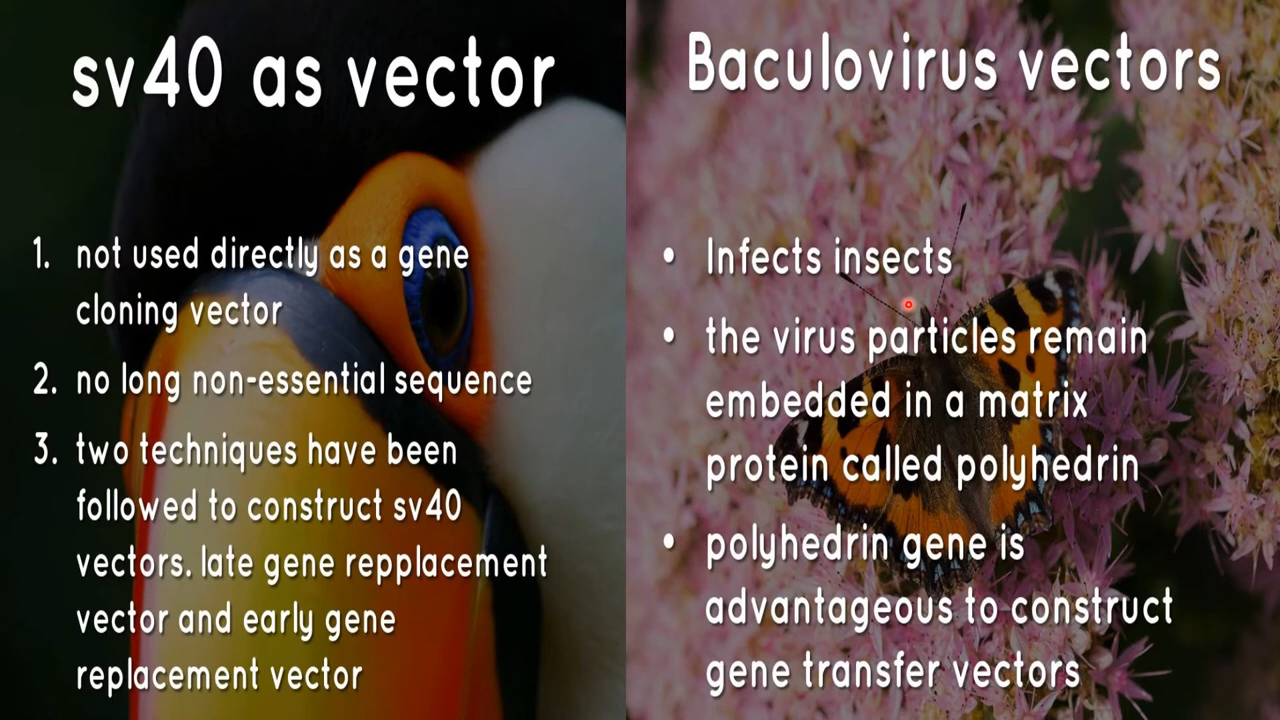 sv40 as vector
1. not used directly as a gene
cloning vector
2. no long non-essential sequence
3. two techniques have been
followed to construct sv40
vectors. late gene repplacement
vector and early gene
replacement vector
Baculovirus vectors
• Infects insects
• the virus particles remain
embedded in a matrix
protein called polyhedrin
• polyhedrin gene is
advantageous to construct
gene transfer vectors